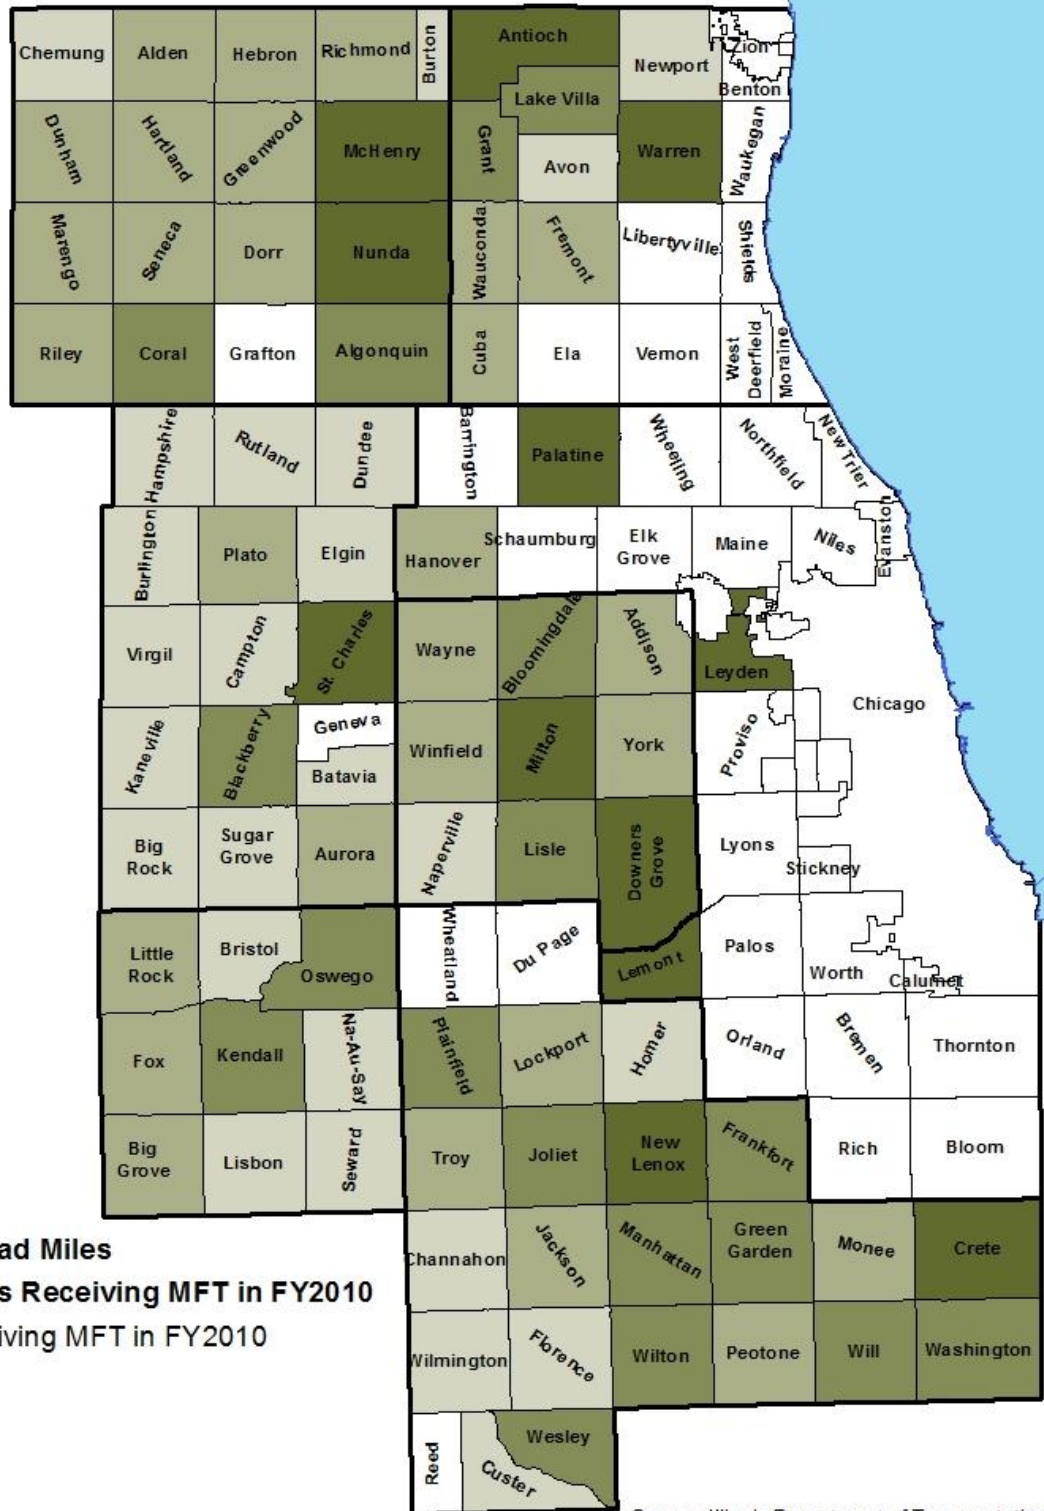 Chemung
Alden
Hebron
Richmond
Burton
Antioch
Newport
Zion
Benton
Lake Villa
Dunham
Hartland
Greenwood
McHenry
Grant
Avon
Warren
Waukegan
Marengo
Seneca
Dorr
Nunda
Wauconda
Fremont
Libertyville
Shields
Riley
Coral
Grafton
Algonquin
Cuba
Ela
Vernon
West
Deerfield
Moraine
Hampshire
Rutland
Dundee
Barrington
Palatine
Wheeling
Northfield
New Trier
Burlington
Plato
Elgin
Hanover
Schaumburg
Elk
Grove
Maine
Niles
Evanston
Virgil
Campton
St. Charles
Wayne
Bloomingdale
Addison
Leyden
Chicago
Kaneville
Blackberry
Geneva
Batavia
Winfield
Milton
York
Proviso
Big
Rock
Sugar
Grove
Aurora
Naperville
Lisle
Downers
Grove
Lyons
Stickney
Little
Rock
Bristol
Oswego
Wheatland
Du Page
Lemont
Palos
Worth
Calumet
Fox
Kendall
Na-Au-Say
Plainfield
Lockport
Homer
Orland
Bremen
Thornton
Big
Grove
Lisbon
Seward
Troy
Joliet
New
Lenox
Frankfort
Rich
Bloom
Channahon
Jackson
Manhattan
Green
Garden
Monee
Crete
Wilmington
Florence
Wilton
Peotone
Will
Washington
Reed
Custer
Wesley
ad Miles
s Receiving MFT in FY2010
iving MFT in FY2010